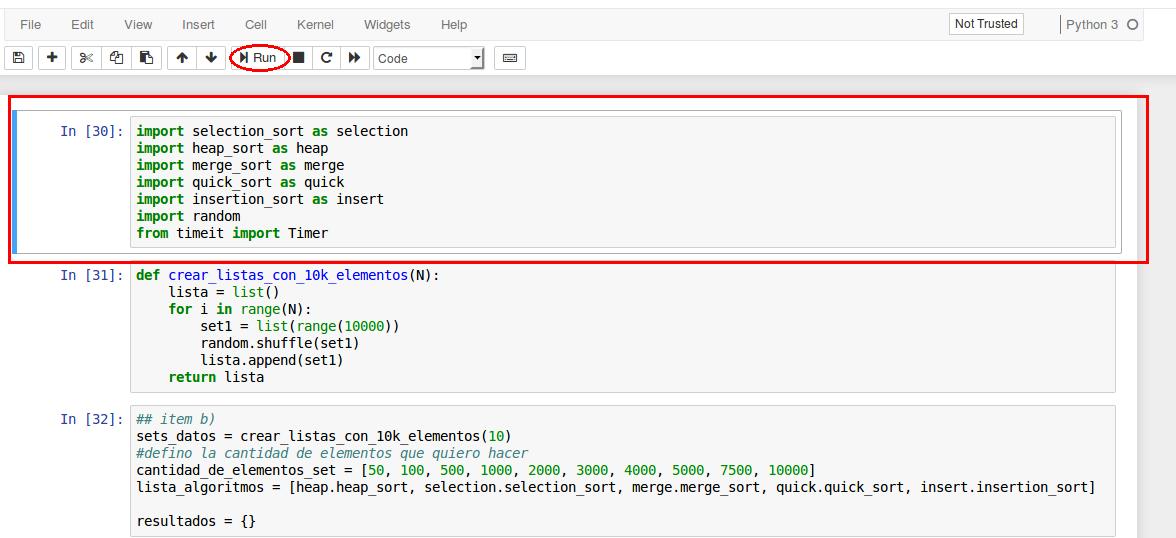 File Edit View Insert Cell Kernel Widgets Help Not Trusted Python 3
Run Code
In [30]: import selection_sort as selection
import heap_sort as heap
import merge_sort as merge
import quick_sort as quick
import insertion_sort as insert
import random
from timeit import Timer
In [31]: def crear_listas_con_10k_elementos(N):
    lista = list()
    for i in range(N):
        set1 = list(range(10000))
        random.shuffle(set1)
        lista.append(set1)
    return lista
In [32]: ## item b)
sets_datos = crear_listas_con_10k_elementos(10)
#defino la cantidad de elementos que quiero hacer
cantidad_de_elementos_set = [50, 100, 500, 1000, 2000, 3000, 4000, 5000, 7500, 10000]
lista_algoritmos = [heap.heap_sort, selection.selection_sort, merge.merge_sort, quick.quick_sort, insert.insertion_sort]
resultados = {}